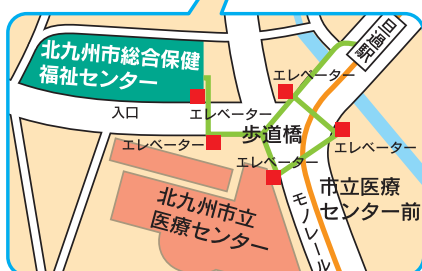 北九州市総合保健
福祉センター
旦過駅
エレベーター
入口
エレベーター
エレベーター
歩道橋
エレベーター
エレベーター
北九州市立
医療センター
市立医療
センター前
モノレール